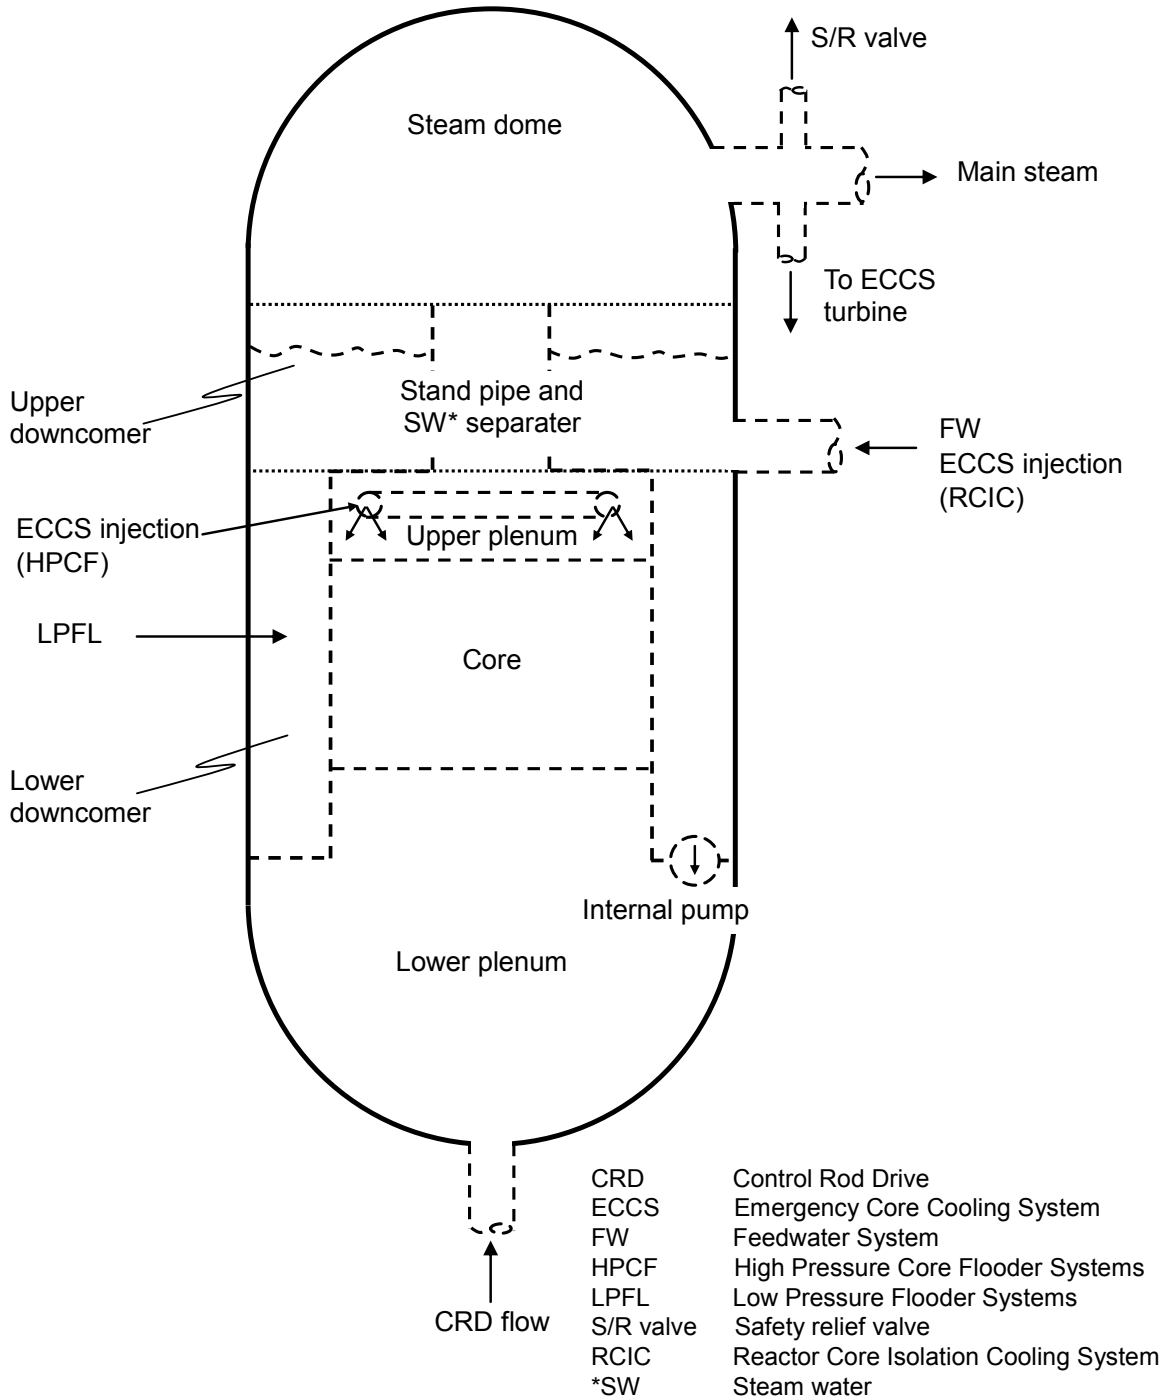 S/R valve
Steam dome
Main steam
To ECCS
turbine
Upper
downcomer
Stand pipe and
SW* separater
FW
ECCS injection
(RCIC)
ECCS injection
(HPCF)
Upper plenum
LPFL
Core
Lower
downcomer
Internal pump
Lower plenum
CRD flow
CRD Control Rod Drive
ECCS Emergency Core Cooling System
FW Feedwater System
HPCF High Pressure Core Flooder Systems
LPFL Low Pressure Flooder Systems
S/R valve Safety relief valve
RCIC Reactor Core Isolation Cooling System
*SW Steam water